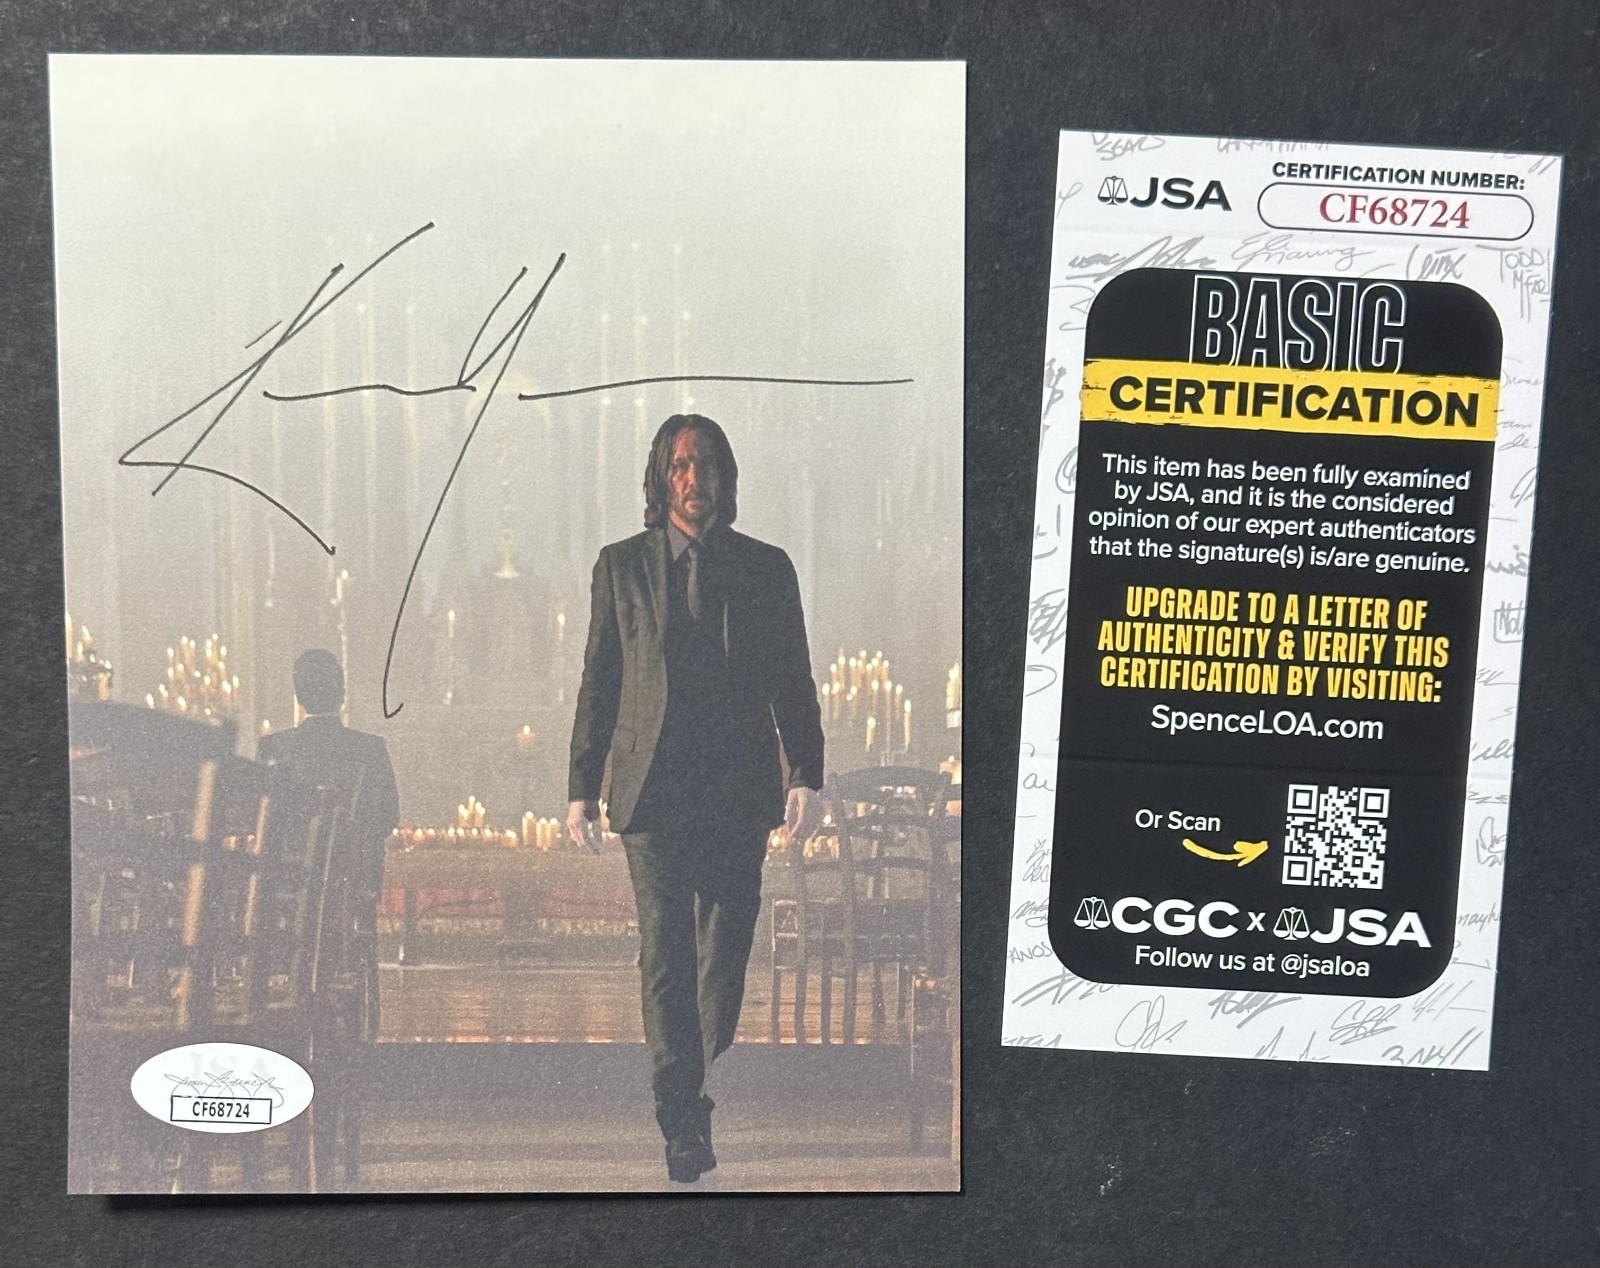 JSA
CERTIFICATION NUMBER:
CF68724
BASIC
CERTIFICATION
This item has been fully examined
by JSA, and it is the considered
opinion of our expert authenticators
that the signature(s) is/are genuine.
UPGRADE TO A LETTER OF
AUTHENTICITY & VERIFY THIS
CERTIFICATION BY VISITING:
SpenceLOA.com
Or Scan
CGC x JSA
Follow us at @jsaloa
JSA
CF68724